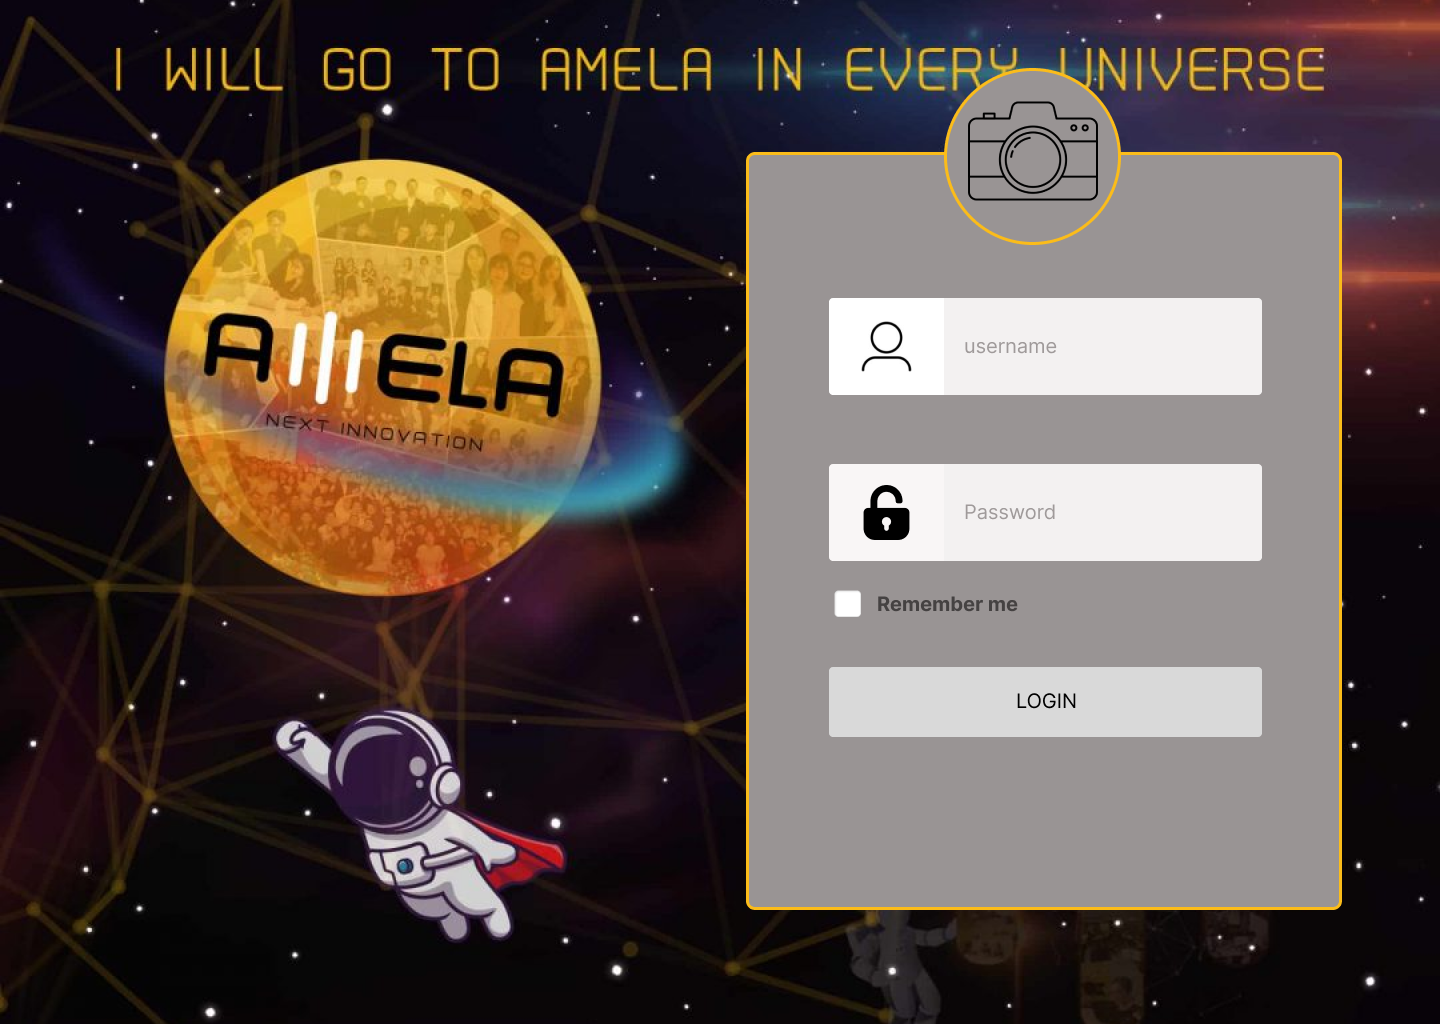 I WILL GO TO AMELA IN EVERY UNIVERSE
AMELA
NEXT INNOVATION
username
Password
Remember me
LOGIN